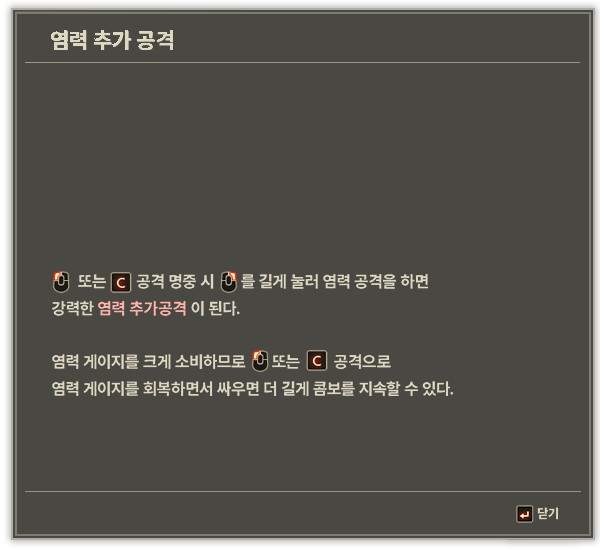 염력 추가 공격
또는 C 공격 명중 시 를 길게 눌러 염력 공격을 하면
강력한 염력 추가공격 이 된다.
염력 게이지를 크게 소비하므로 또는 C 공격으로
염력 게이지를 회복하면서 싸우면 더 길게 콤보를 지속할 수 있다.
닫기